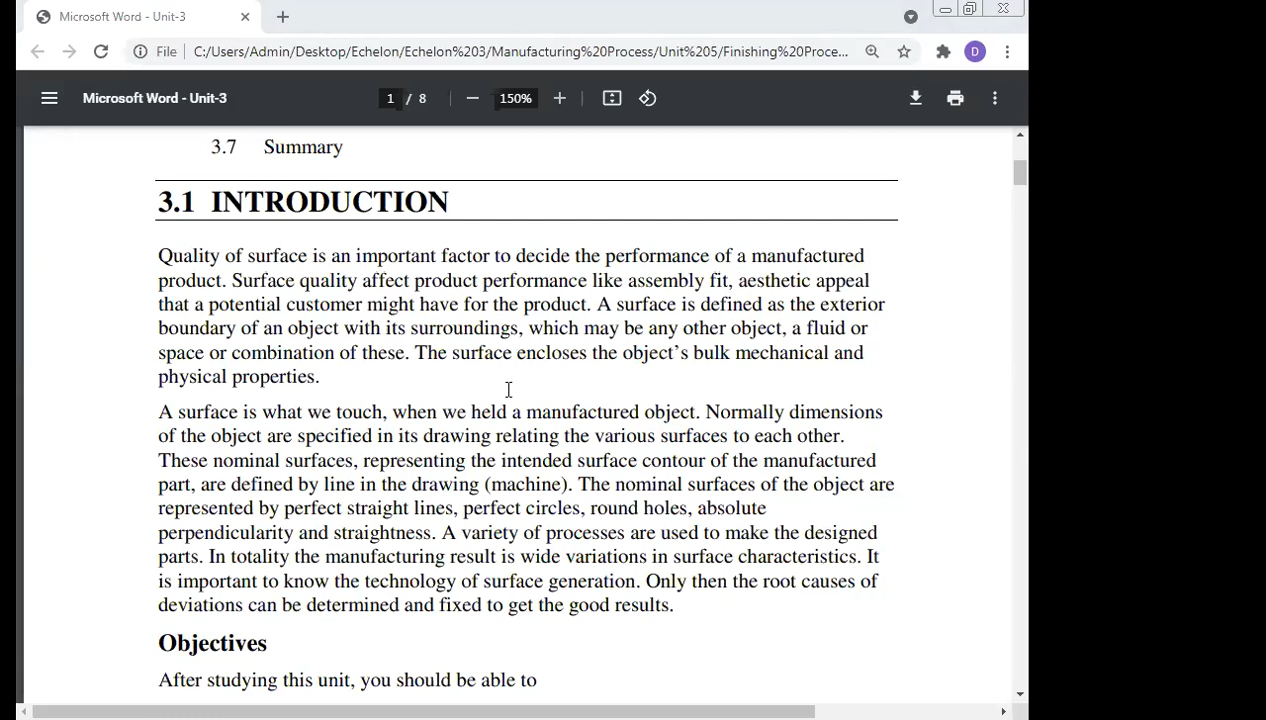 Microsoft Word - Unit-3
File C:/Users/Admin/Desktop/Echelon/Echelon%203/Manufacturing%20Process/Unit%205/Finishing%20Proce...
D
Microsoft Word - Unit-3 1 / 8 150%
3.7 Summary
3.1 INTRODUCTION
Quality of surface is an important factor to decide the performance of a manufactured
product. Surface quality affect product performance like assembly fit, aesthetic appeal
that a potential customer might have for the product. A surface is defined as the exterior
boundary of an object with its surroundings, which may be any other object, a fluid or
space or combination of these. The surface encloses the object’s bulk mechanical and
physical properties.
A surface is what we touch, when we held a manufactured object. Normally dimensions
of the object are specified in its drawing relating the various surfaces to each other.
These nominal surfaces, representing the intended surface contour of the manufactured
part, are defined by line in the drawing (machine). The nominal surfaces of the object are
represented by perfect straight lines, perfect circles, round holes, absolute
perpendicularity and straightness. A variety of processes are used to make the designed
parts. In totality the manufacturing result is wide variations in surface characteristics. It
is important to know the technology of surface generation. Only then the root causes of
deviations can be determined and fixed to get the good results.
Objectives
After studying this unit, you should be able to